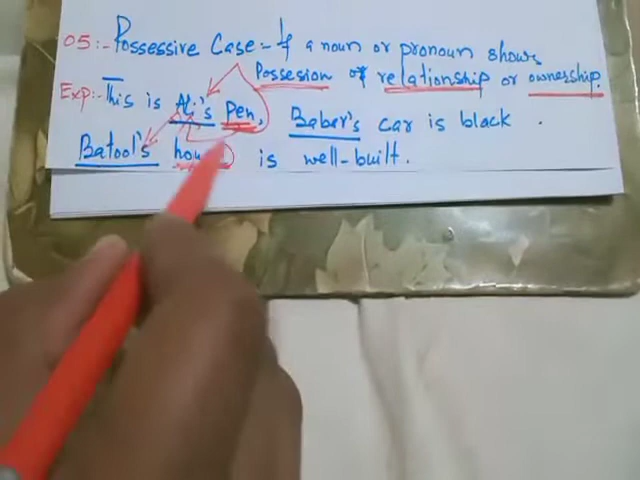 05:- Possessive Case - If a noun or pronoun shows
Possesion of relationship or ownership.
Exp:- This is Ali's Pen, Babar's car is black.
Batool's is well-built.